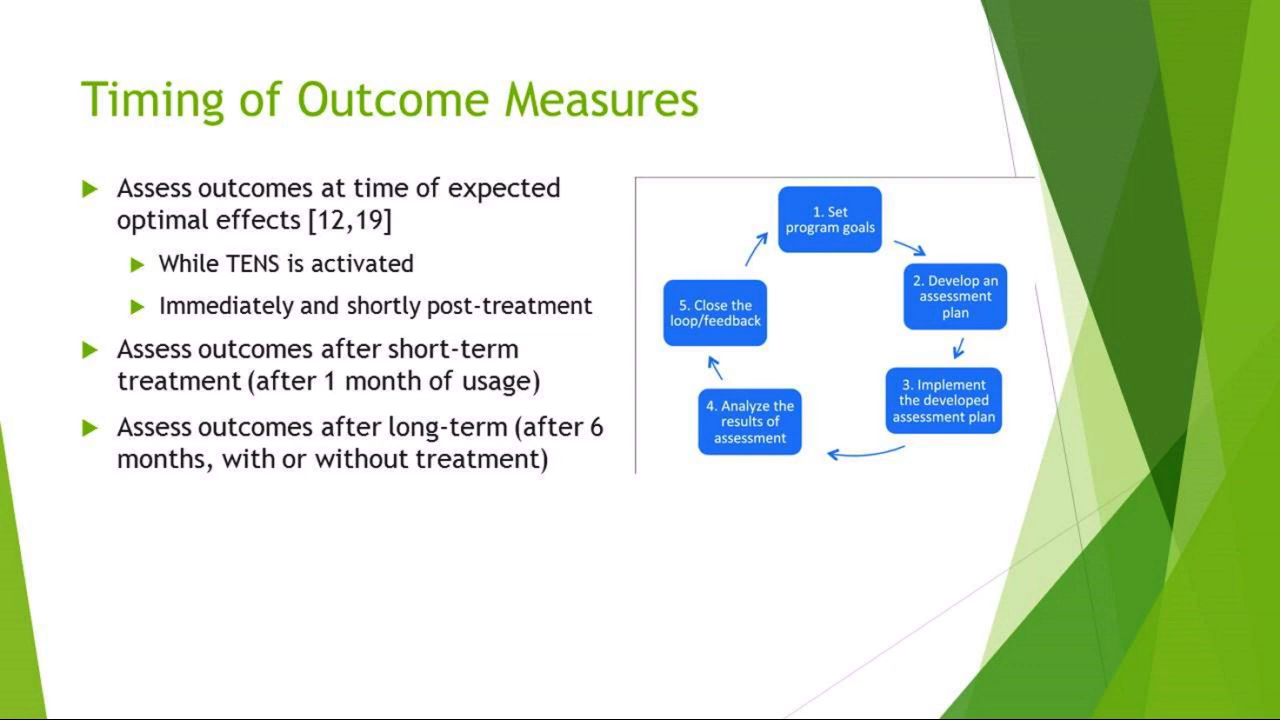 Timing of Outcome Measures
Assess outcomes at time of expected
optimal effects [12,19]
While TENS is activated
Immediately and shortly post-treatment
Assess outcomes after short-term
treatment (after 1 month of usage)
Assess outcomes after long-term (after 6
months, with or without treatment)
1. Set
program goals
2. Develop an
assessment
plan
3. Implement
the developed
assessment plan
4. Analyze the
results of
assessment
5. Close the
loop/feedback